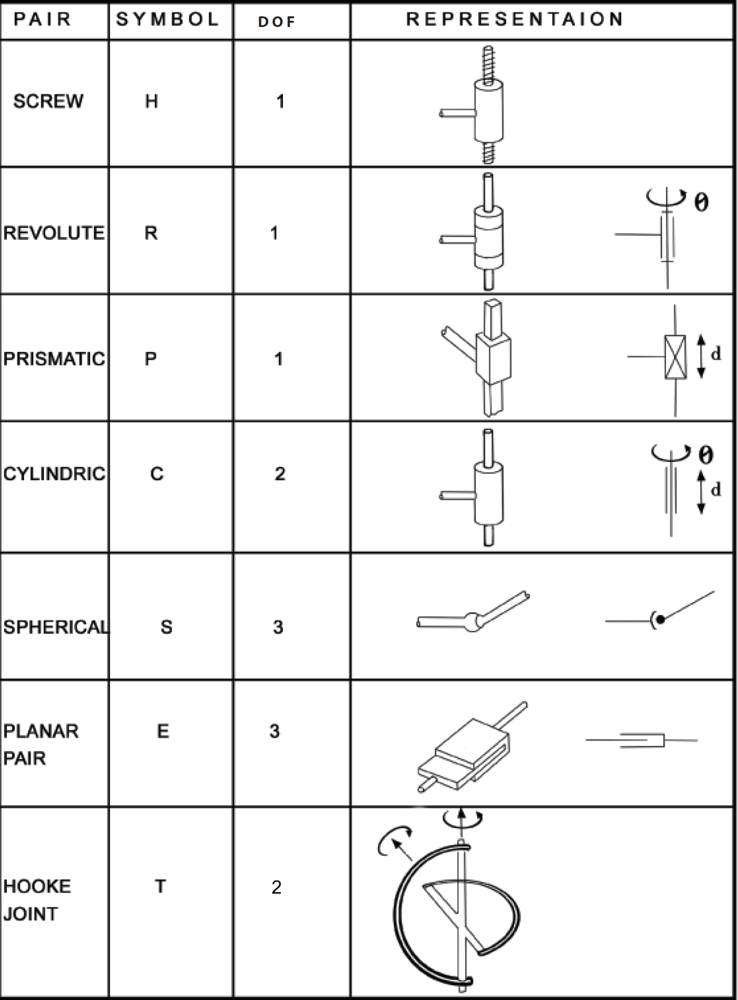 PAIR SYMBOL DOF REPRESENTAION
SCREW H 1
REVOLUTE R 1 θ
PRISMATIC P 1 d
CYLINDRIC C 2 θ d
SPHERICAL S 3
PLANAR PAIR E 3
HOOKE JOINT T 2